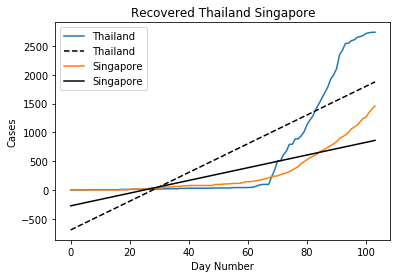 Recovered Thailand Singapore
Thailand
Thailand
Singapore
Singapore
Cases
2500
2000
1500
1000
500
0
−500
0 20 40 60 80 100
Day Number